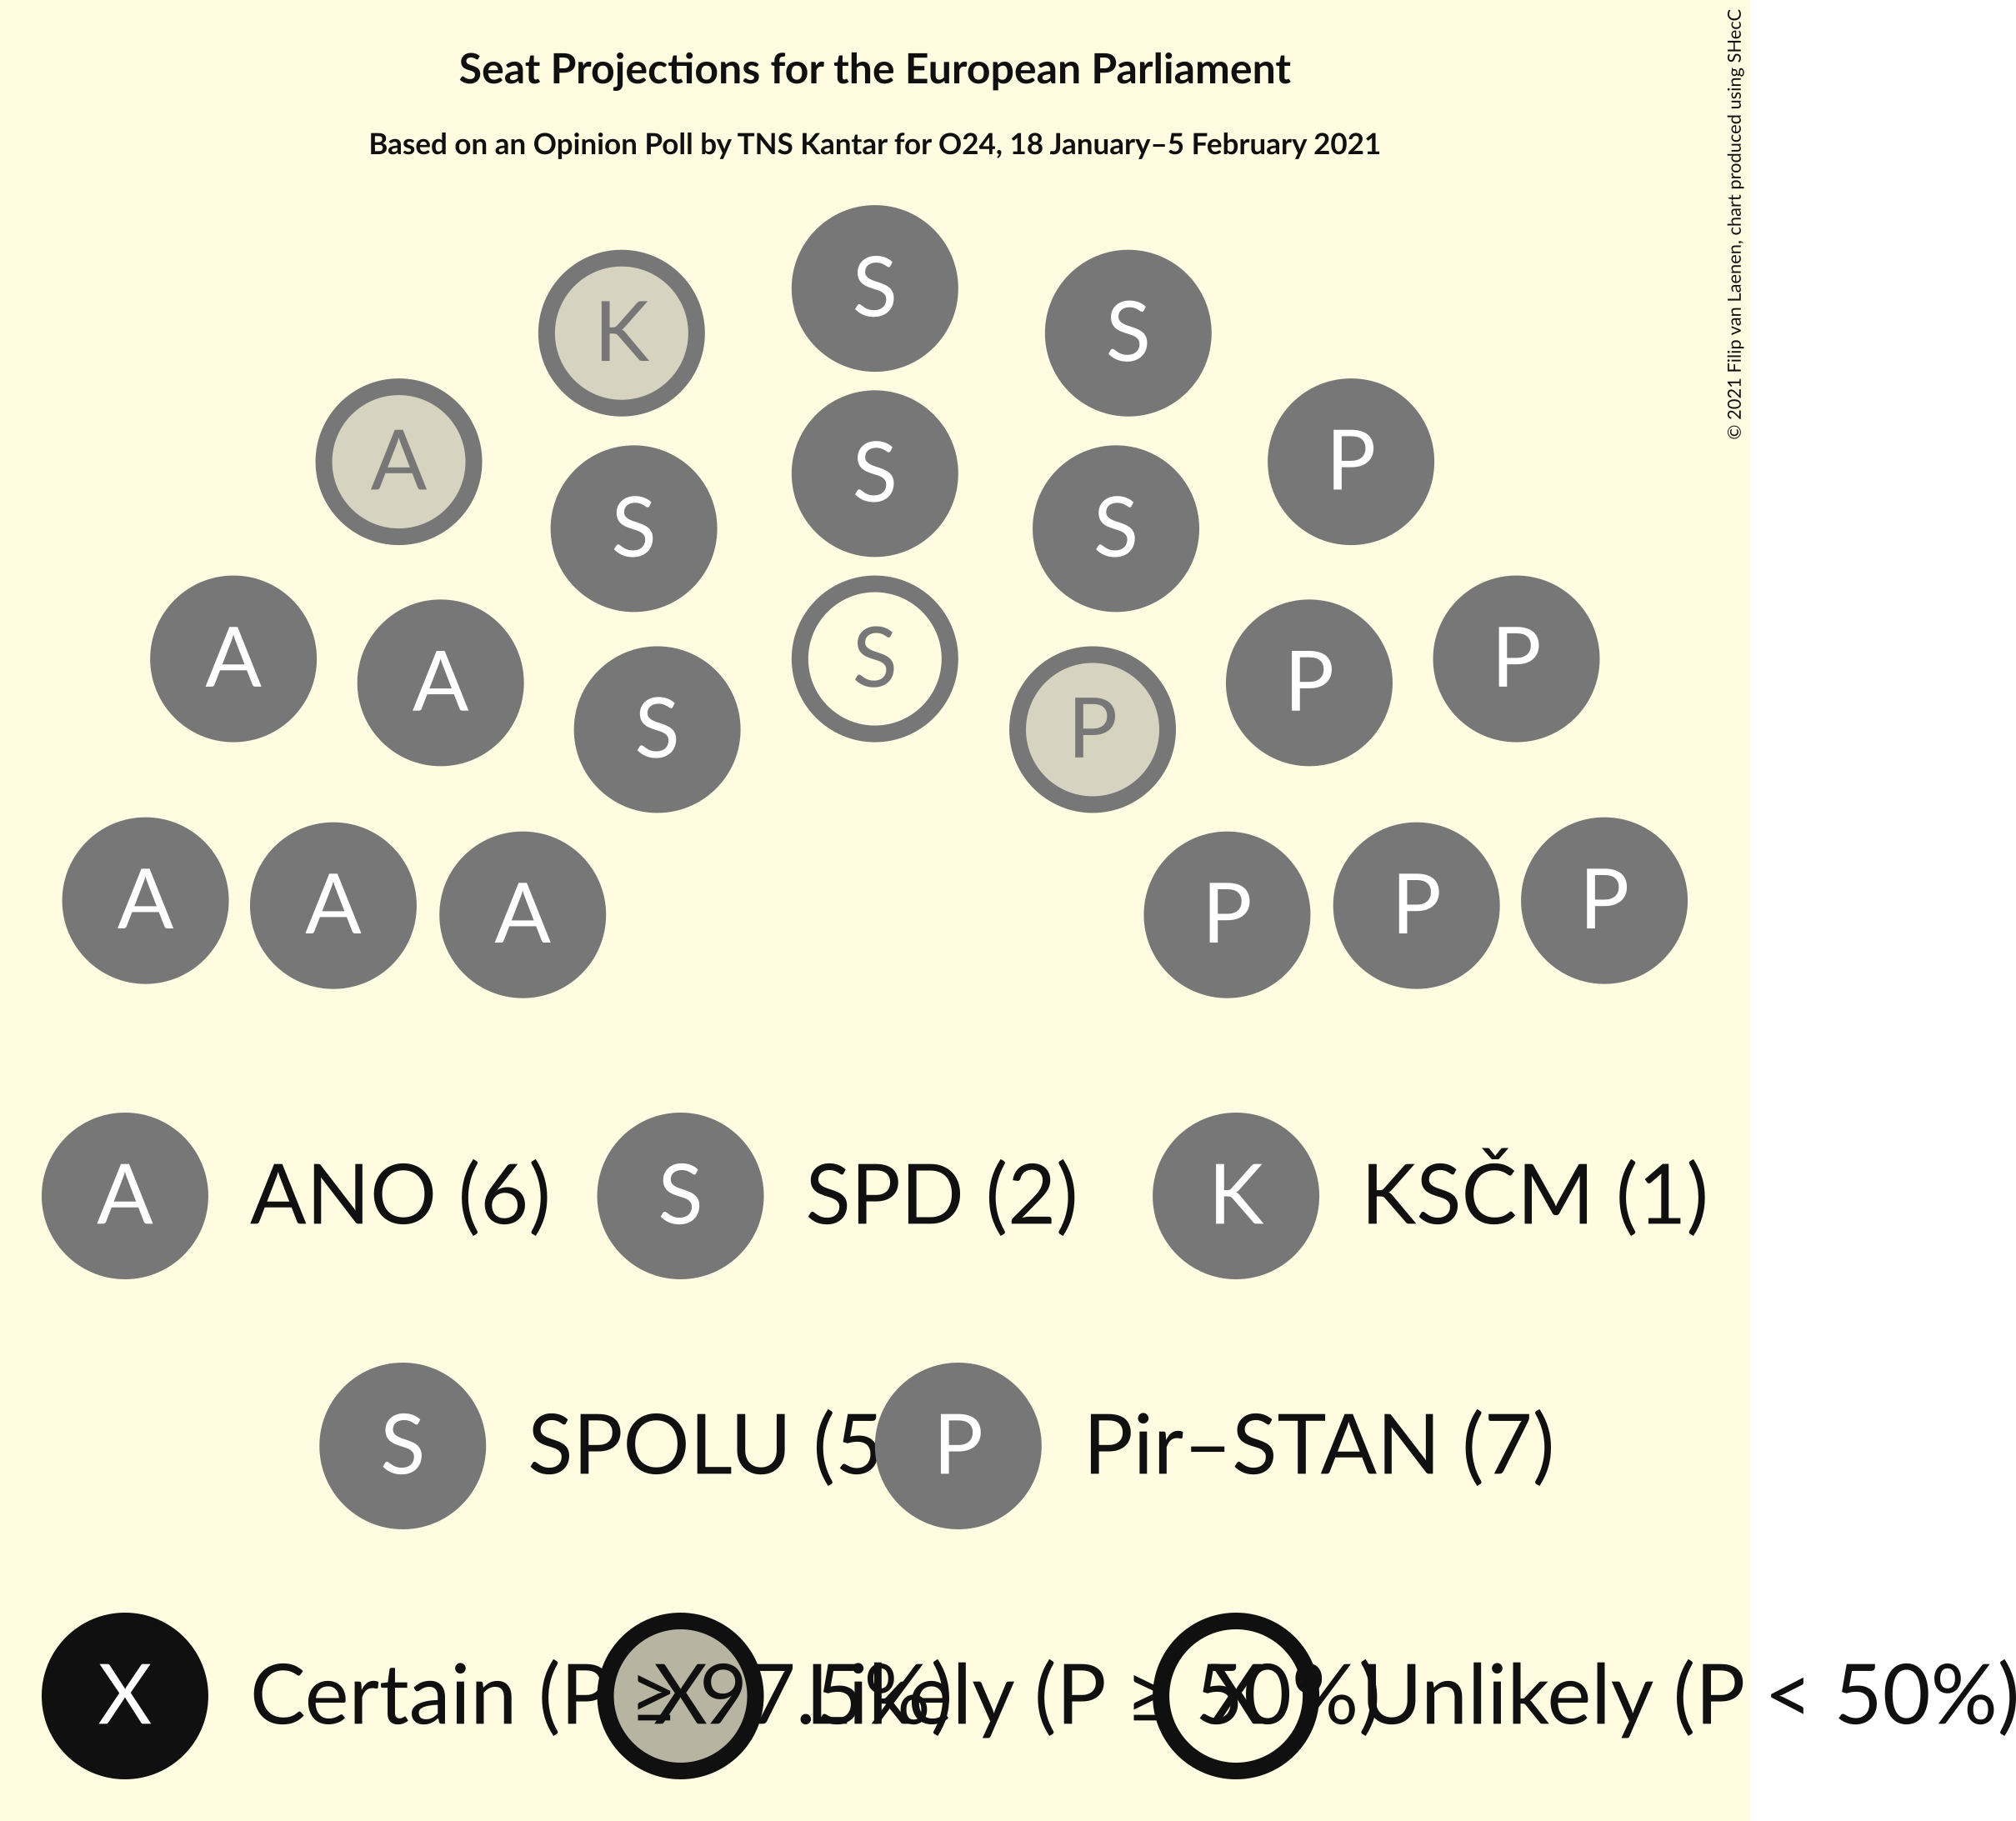 Seat Projections for the European Parliament
Based on an Opinion Poll by TNS Kantar for O24, 18 January–5 February 2021
© 2021 Filip van Laenen, chart produced using SHecC
S
K S
A P
S
S S
A P
A S P
S P
A A A P P P
A ANO (6) S SPD (2) K KSČM (1)
S SPOLU (5 P Pir–STAN (7)
X Certain (P ≥ 97.5%) X Likely (P ≥ 50%) X Unlikely (P < 50%)